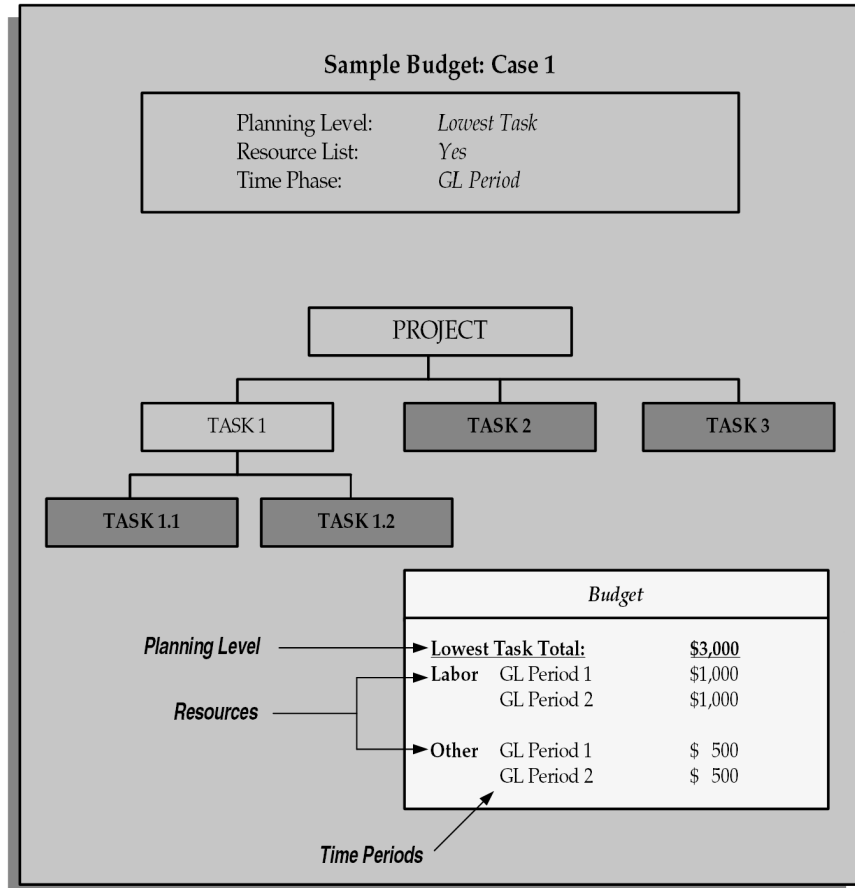 Sample Budget: Case 1
Planning Level: Lowest Task
Resource List: Yes
Time Phase: GL Period
PROJECT
TASK 1 TASK 2 TASK 3
TASK 1.1 TASK 1.2
Budget
Planning Level Lowest Task Total: $3,000
Labor GL Period 1 $1,000
GL Period 2 $1,000
Resources
Other GL Period 1 $ 500
GL Period 2 $ 500
Time Periods